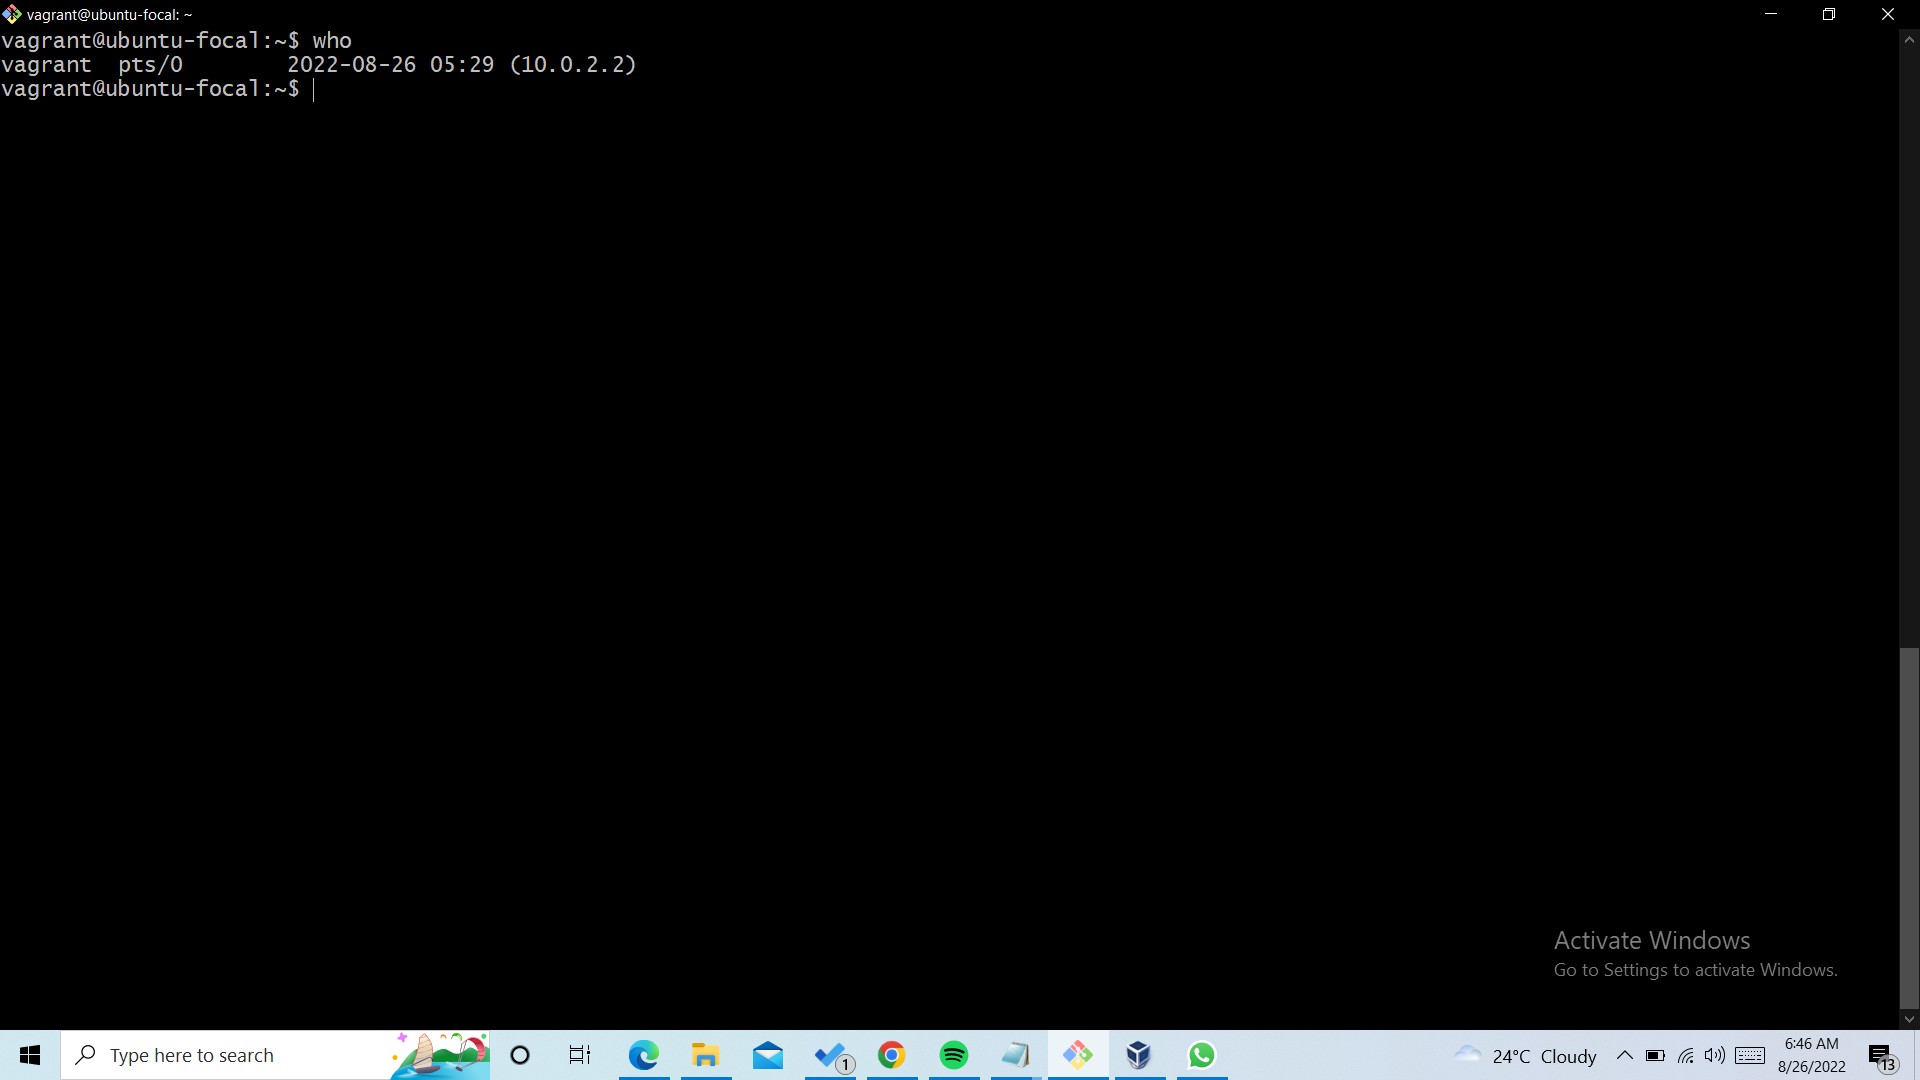 vagrant@ubuntu-focal: ~
vagrant@ubuntu-focal:~$ who
vagrant  pts/0        2022-08-26 05:29 (10.0.2.2)
vagrant@ubuntu-focal:~$
Activate Windows
Go to Settings to activate Windows.
Type here to search
1
24°C Cloudy
6:46 AM
8/26/2022
13